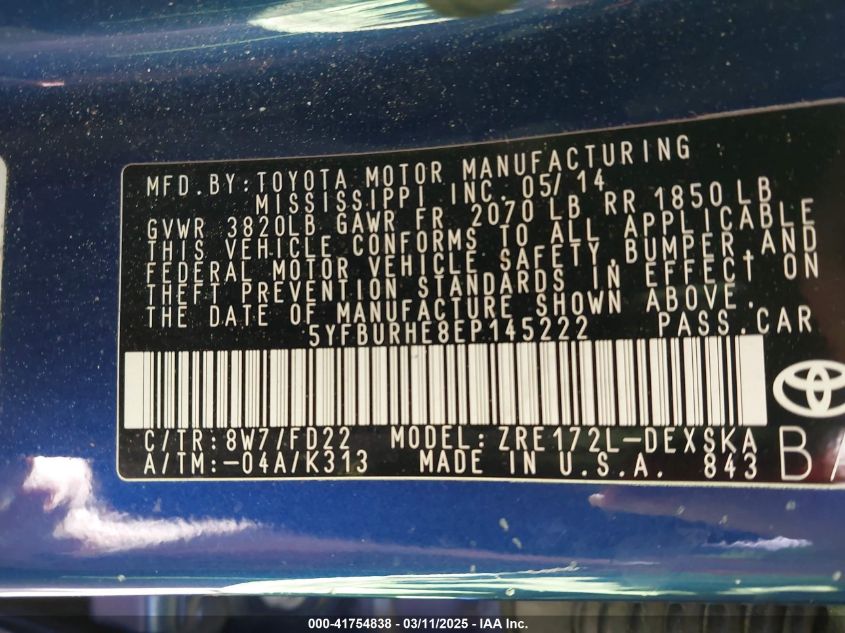 MFD.BY:TOYOTA MOTOR MANUFACTURING
MISSISSIPPI INC. 05/14
GVWR 3820LB GAWR FR 2070 LB RR 1850 LB
THIS VEHICLE CONFORMS TO ALL APPLICABLE
FEDERAL MOTOR VEHICLE SAFETY,BUMPER,AND
THEFT PREVENTION STANDARDS IN EFFECT ON
THE DATE OF MANUFACTURE SHOWN ABOVE.
5YFBURHE8EP145222 PASS.CAR
C/TR:8W7/FD22 MODEL:ZRE172L-DEXSKA
A/TM:-04A/K313 MADE IN U.S.A. 843
000-41754838 - 03/11/2025 - IAA Inc.